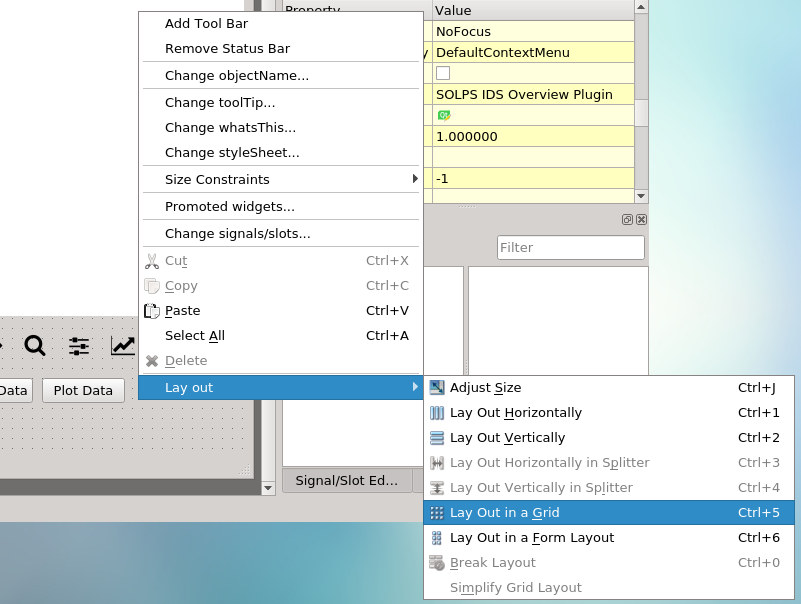 Property
Value
NoFocus
y
DefaultContextMenu
SOLPS IDS Overview Plugin
1.000000
-1
Filter
Add Tool Bar
Remove Status Bar
Change objectName...
Change toolTip...
Change whatsThis...
Change styleSheet...
Size Constraints
Promoted widgets...
Change signals/slots...
Cut Ctrl+X
Copy Ctrl+C
Paste Ctrl+V
Select All Ctrl+A
Delete
Lay out
Data
Plot Data
Signal/Slot Ed...
Adjust Size Ctrl+J
Lay Out Horizontally Ctrl+1
Lay Out Vertically Ctrl+2
Lay Out Horizontally in Splitter Ctrl+3
Lay Out Vertically in Splitter Ctrl+4
Lay Out in a Grid Ctrl+5
Lay Out in a Form Layout Ctrl+6
Break Layout Ctrl+0
Simplify Grid Layout